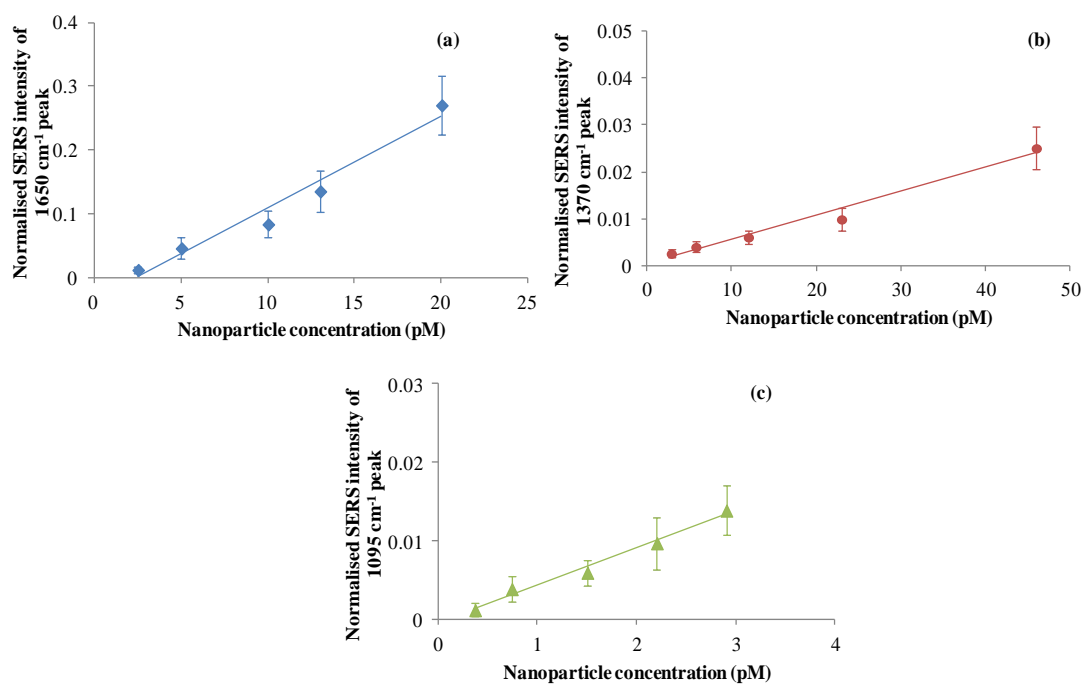 (a)
Normalised SERS intensity of
1650 cm⁻¹ peak
0.4
0.3
0.2
0.1
0
0 5 10 15 20 25
Nanoparticle concentration (pM)
(b)
Normalised SERS intensity of
1370 cm⁻¹ peak
0.05
0.04
0.03
0.02
0.01
0
0 10 20 30 40 50
Nanoparticle concentration (pM)
(c)
Normalised SERS intensity of
1095 cm⁻¹ peak
0.03
0.02
0.01
0
0 1 2 3 4
Nanoparticle concentration (pM)